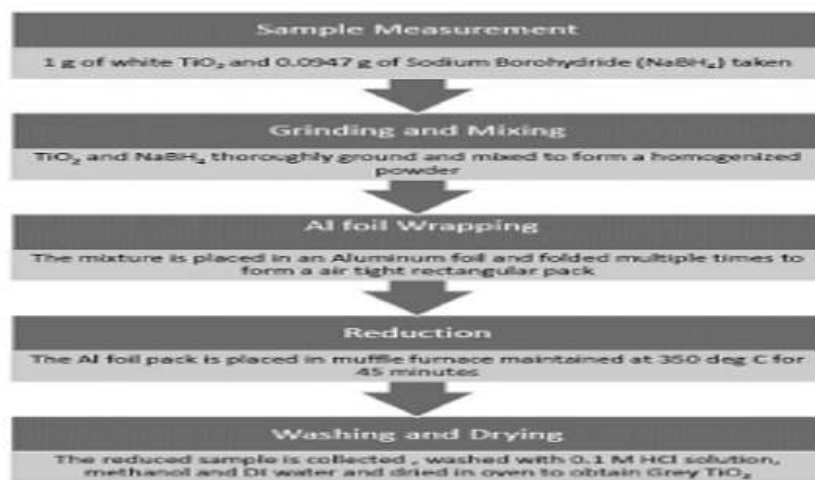 Sample Measurement
1 g of white TiO₂ and 0.0947 g of Sodium Borohydride (NaBH₄) taken
Grinding and Mixing
TiO₂ and NaBH₄ thoroughly ground and mixed to form a homogenized
powder
Al foil Wrapping
The mixture is placed in an Aluminum foil and folded multiple times to
form a air tight rectangular pack
Reduction
The Al foil pack is placed in muffle furnace maintained at 350 deg C for
45 minutes
Washing and Drying
The reduced sample is collected , washed with 0.1 M HCl solution,
methanol and DI water and dried in oven to obtain Grey TiO₂